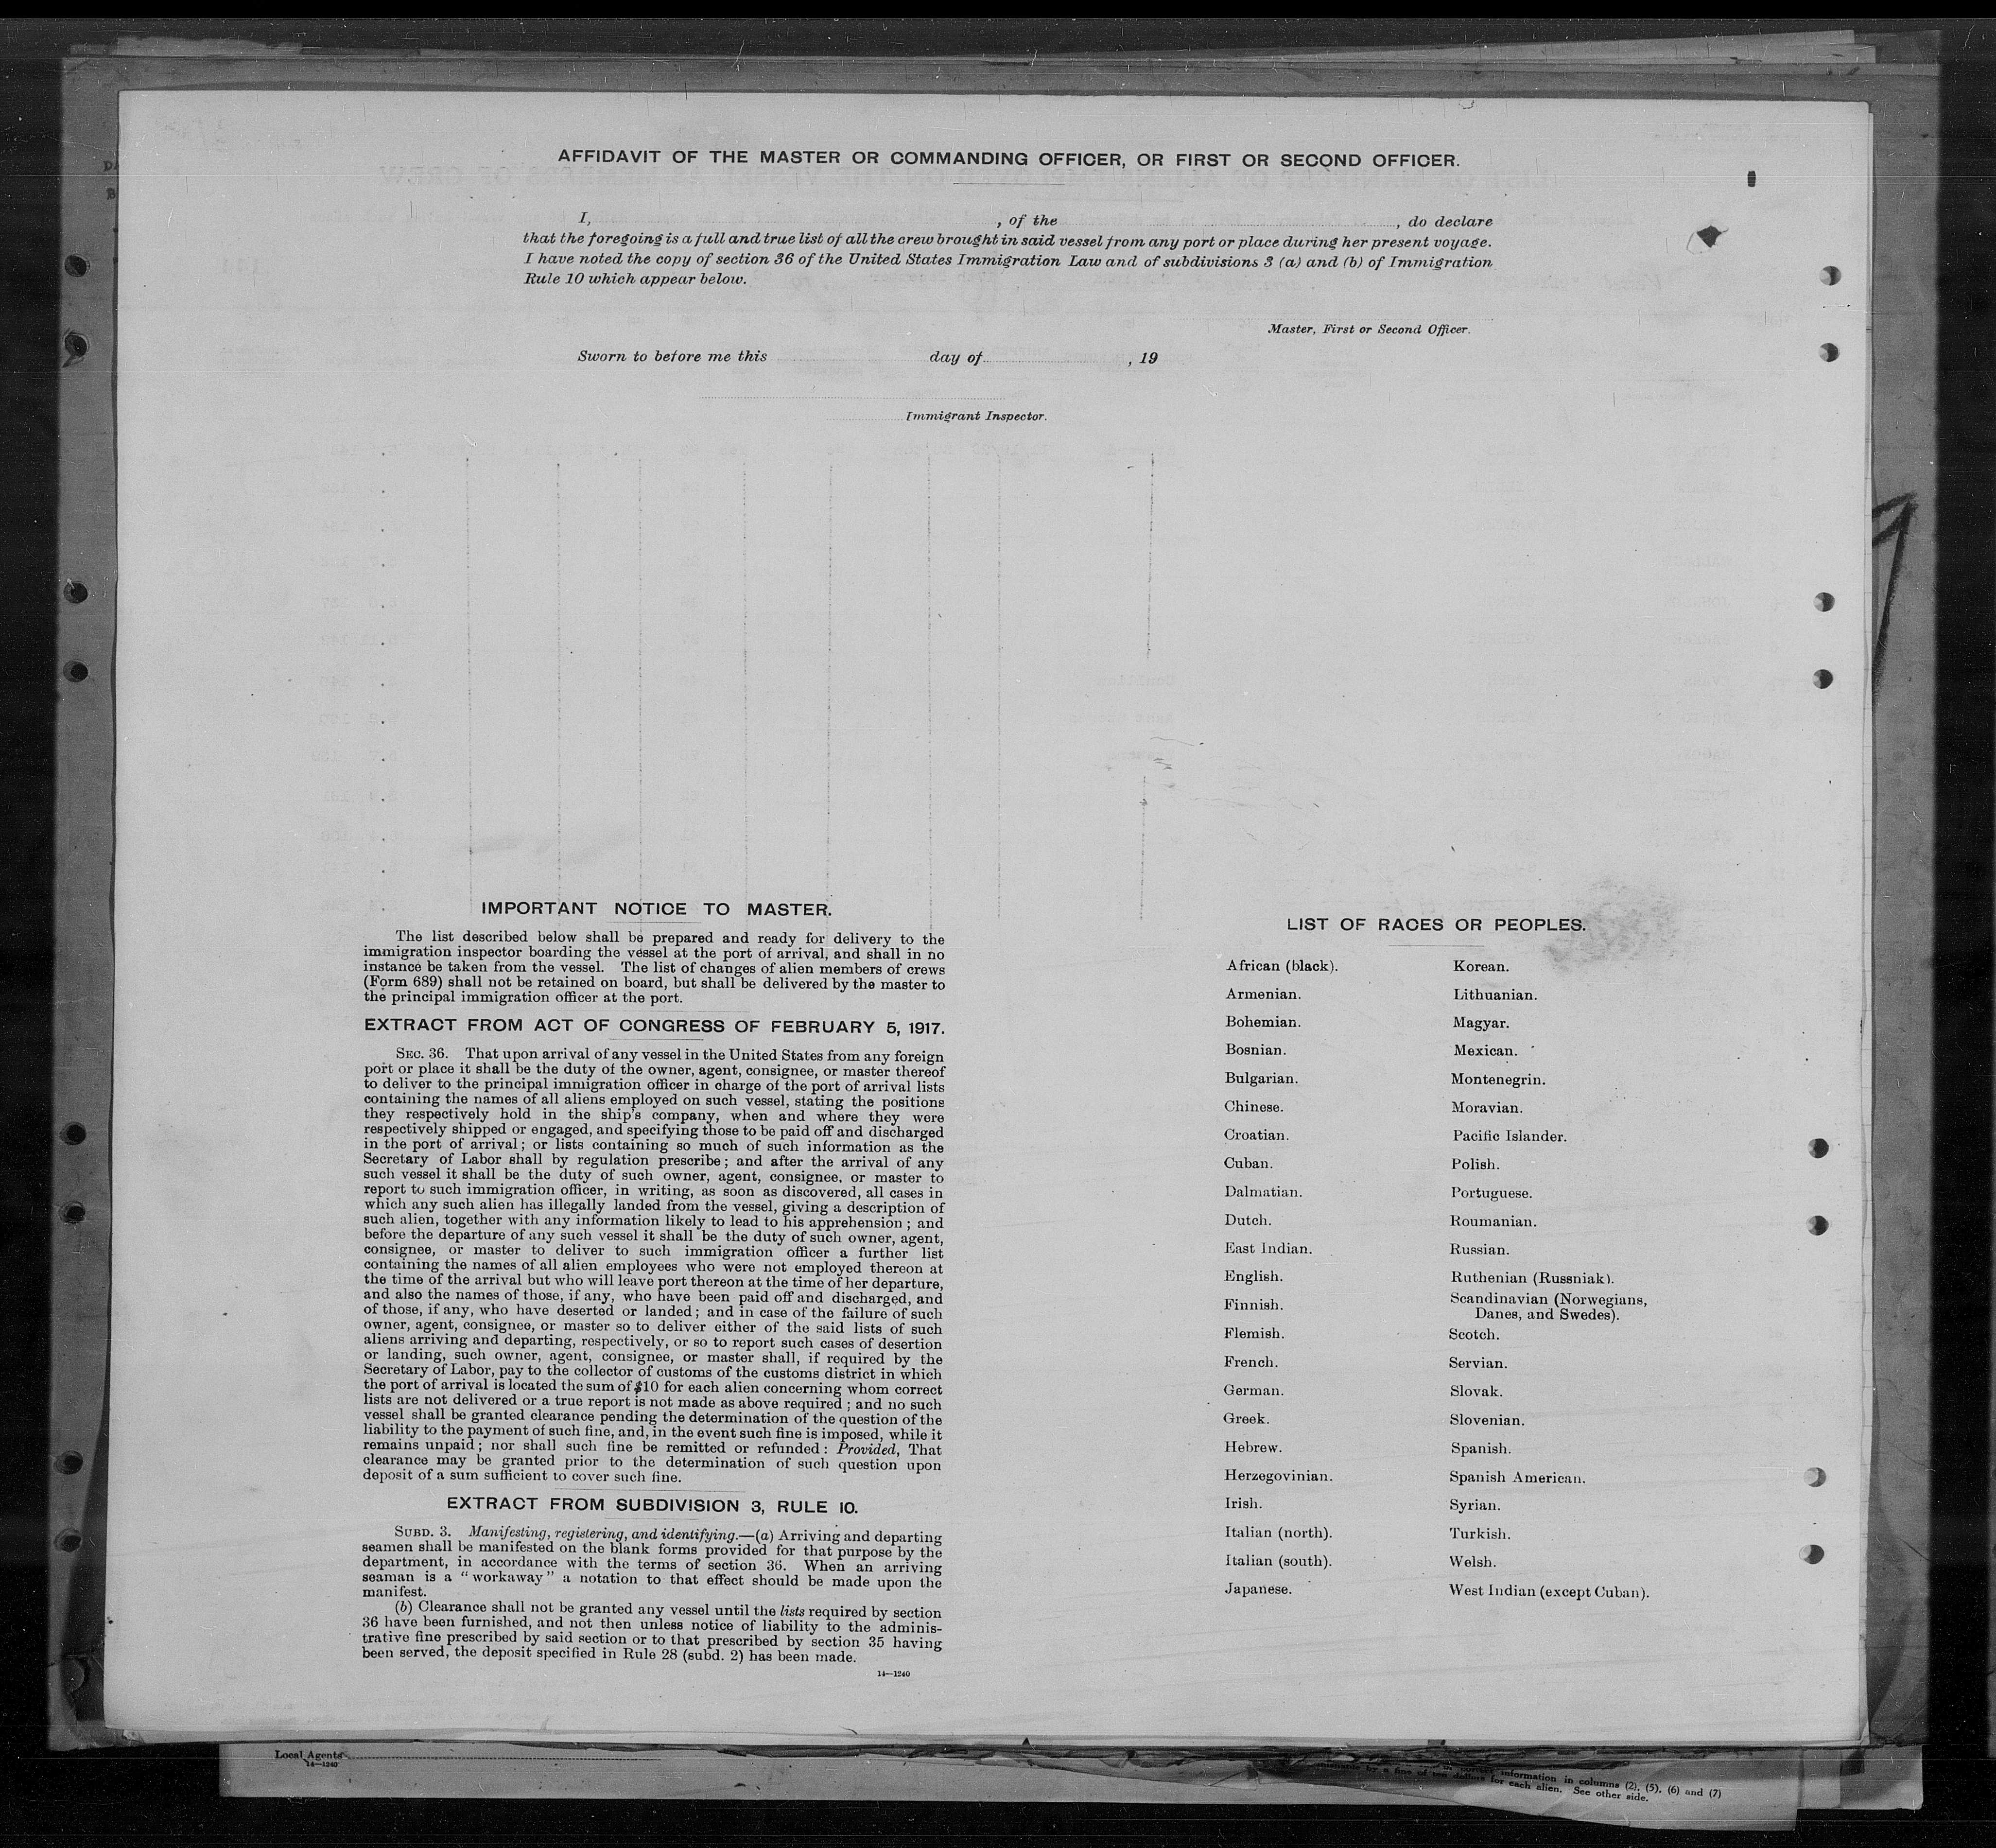 AFFIDAVIT OF THE MASTER OR COMMANDING OFFICER, OR FIRST OR SECOND OFFICER.
I, , of the , do declare
that the foregoing is a full and true list of all the crew brought in said vessel from any port or place during her present voyage.
I have noted the copy of section 36 of the United States Immigration Law and of subdivisions 3 (a) and (b) of Immigration
Rule 10 which appear below.
Master, First or Second Officer.
Sworn to before me this day of , 19
Immigrant Inspector.
IMPORTANT NOTICE TO MASTER.
The list described below shall be prepared and ready for delivery to the
immigration inspector boarding the vessel at the port of arrival, and shall in no
instance be taken from the vessel. The list of changes of alien members of crews
(Form 689) shall not be retained on board, but shall be delivered by the master to
the principal immigration officer at the port.
EXTRACT FROM ACT OF CONGRESS OF FEBRUARY 5, 1917.
SEC. 36. That upon arrival of any vessel in the United States from any foreign
port or place it shall be the duty of the owner, agent, consignee, or master thereof
to deliver to the principal immigration officer in charge of the port of arrival lists
containing the names of all aliens employed on such vessel, stating the positions
they respectively hold in the ship's company, when and where they were
respectively shipped or engaged, and specifying those to be paid off and discharged
in the port of arrival; or lists containing so much of such information as the
Secretary of Labor shall by regulation prescribe; and after the arrival of any
such vessel it shall be the duty of such owner, agent, consignee, or master to
report to such immigration officer, in writing, as soon as discovered, all cases in
which any such alien has illegally landed from the vessel, giving a description of
such alien, together with any information likely to lead to his apprehension; and
before the departure of any such vessel it shall be the duty of such owner, agent,
consignee, or master to deliver to such immigration officer a further list
containing the names of all alien employees who were not employed thereon at
the time of the arrival but who will leave port thereon at the time of her departure,
and also the names of those, if any, who have been paid off and discharged, and
of those, if any, who have deserted or landed; and in case of the failure of such
owner, agent, consignee, or master so to deliver either of the said lists of such
aliens arriving and departing, respectively, or so to report such cases of desertion
or landing, such owner, agent, consignee, or master shall, if required by the
Secretary of Labor, pay to the collector of customs of the customs district in which
the port of arrival is located the sum of $10 for each alien concerning whom correct
lists are not delivered or a true report is not made as above required; and no such
vessel shall be granted clearance pending the determination of the question of the
liability to the payment of such fine, and, in the event such fine is imposed, while it
remains unpaid; nor shall such fine be remitted or refunded: Provided, That
clearance may be granted prior to the determination of such question upon
deposit of a sum sufficient to cover such fine.
EXTRACT FROM SUBDIVISION 3, RULE 10.
SUBD. 3. Manifesting, registering, and identifying.—(a) Arriving and departing
seamen shall be manifested on the blank forms provided for that purpose by the
department, in accordance with the terms of section 36. When an arriving
seaman is a "workaway" a notation to that effect should be made upon the
manifest.
(b) Clearance shall not be granted any vessel until the lists required by section
36 have been furnished, and not then unless notice of liability to the adminis-
trative fine prescribed by said section or to that prescribed by section 35 having
been served, the deposit specified in Rule 28 (subd. 2) has been made.
14—1240
LIST OF RACES OR PEOPLES.
African (black).
Armenian.
Bohemian.
Bosnian.
Bulgarian.
Chinese.
Croatian.
Cuban.
Dalmatian.
Dutch.
East Indian.
English.
Finnish.
Flemish.
French.
German.
Greek.
Hebrew.
Herzegovinian.
Irish.
Italian (north).
Italian (south).
Japanese.
Korean.
Lithuanian.
Magyar.
Mexican.
Montenegrin.
Moravian.
Pacific Islander.
Polish.
Portuguese.
Roumanian.
Russian.
Ruthenian (Russniak).
Scandinavian (Norwegians,
Danes, and Swedes).
Scotch.
Servian.
Slovak.
Slovenian.
Spanish.
Spanish American.
Syrian.
Turkish.
Welsh.
West Indian (except Cuban).
Local Agents
14—1240
information in columns (2), (5), (6) and (7)
by a fine of ten dollars for each alien. See other side.